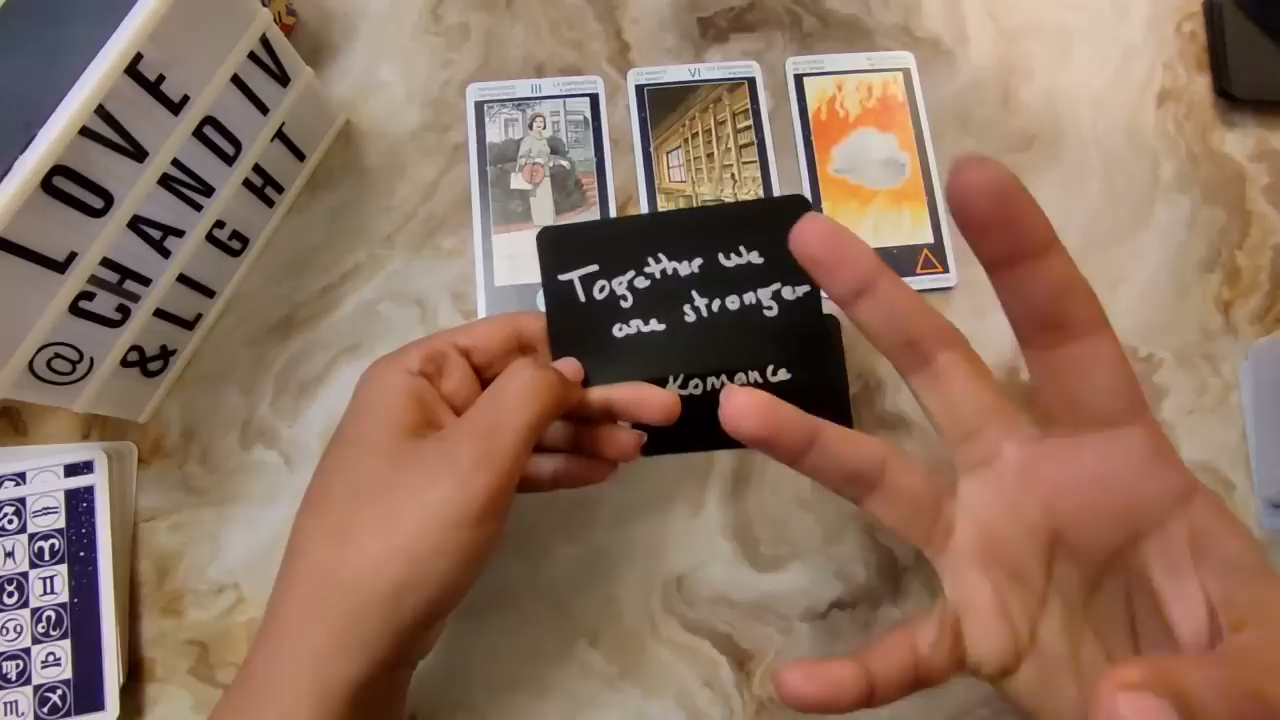 LOVE
@CHANDIV
& LIGHT
III
VI
Together we
are stronger
Romance